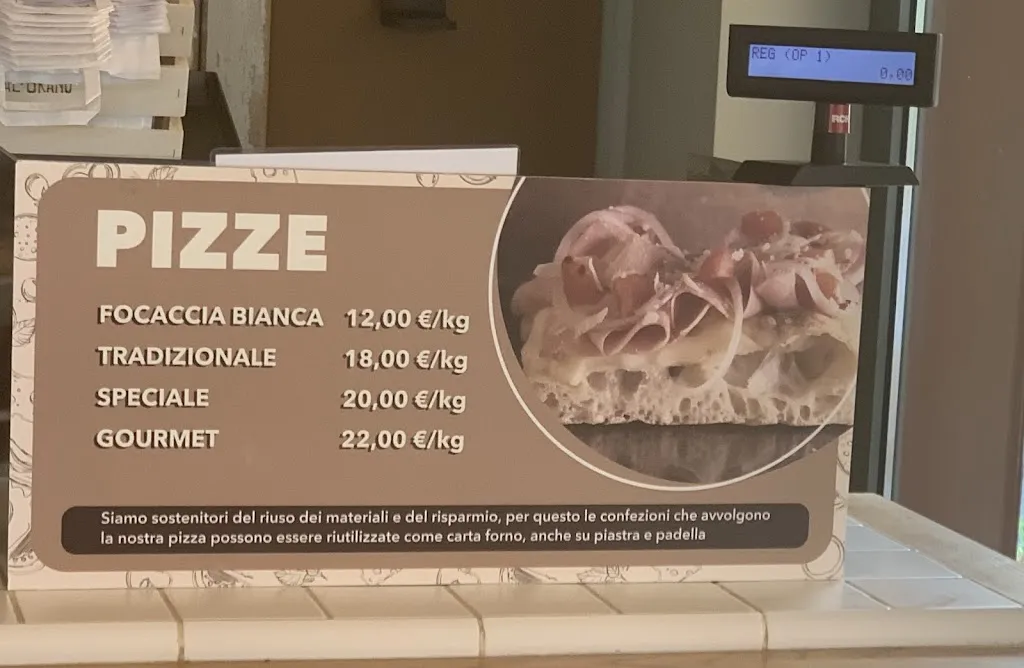 REG (OP 1)
0.00
PIZZE
FOCACCIA BIANCA 12,00 €/kg
TRADIZIONALE 18,00 €/kg
SPECIALE 20,00 €/kg
GOURMET 22,00 €/kg
Siamo sostenitori del riuso dei materiali e del risparmio, per questo le confezioni che avvolgono
la nostra pizza possono essere riutilizzate come carta forno, anche su piastra e padella